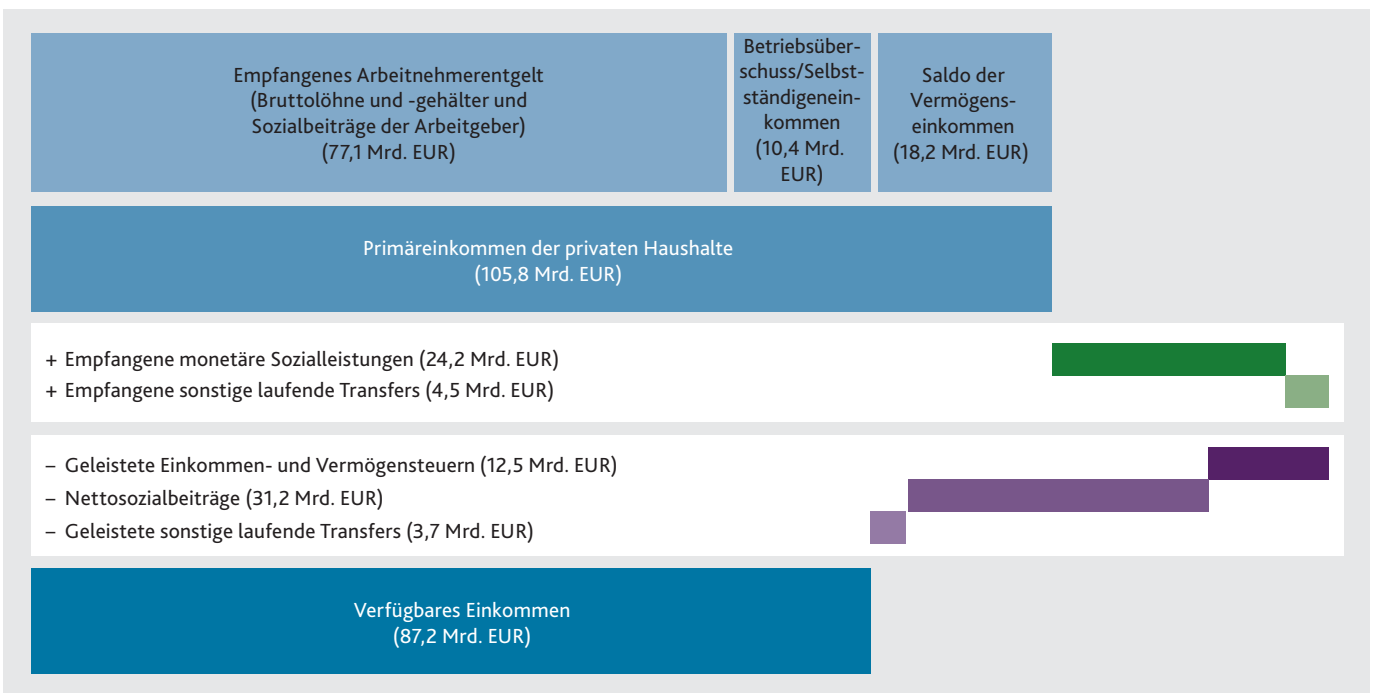 Empfangenes Arbeitnehmerentgelt
(Bruttolöhne und -gehälter und
Sozialbeiträge der Arbeitgeber)
(77,1 Mrd. EUR)
Betriebsüber-
schuss/Selbst-
ständigenein-
kommen
(10,4 Mrd.
EUR)
Saldo der
Vermögens-
einkommen
(18,2 Mrd. EUR)
Primäreinkommen der privaten Haushalte
(105,8 Mrd. EUR)
+ Empfangene monetäre Sozialleistungen (24,2 Mrd. EUR)
+ Empfangene sonstige laufende Transfers (4,5 Mrd. EUR)
– Geleistete Einkommen- und Vermögensteuern (12,5 Mrd. EUR)
– Nettosozialbeiträge (31,2 Mrd. EUR)
– Geleistete sonstige laufende Transfers (3,7 Mrd. EUR)
Verfügbares Einkommen
(87,2 Mrd. EUR)